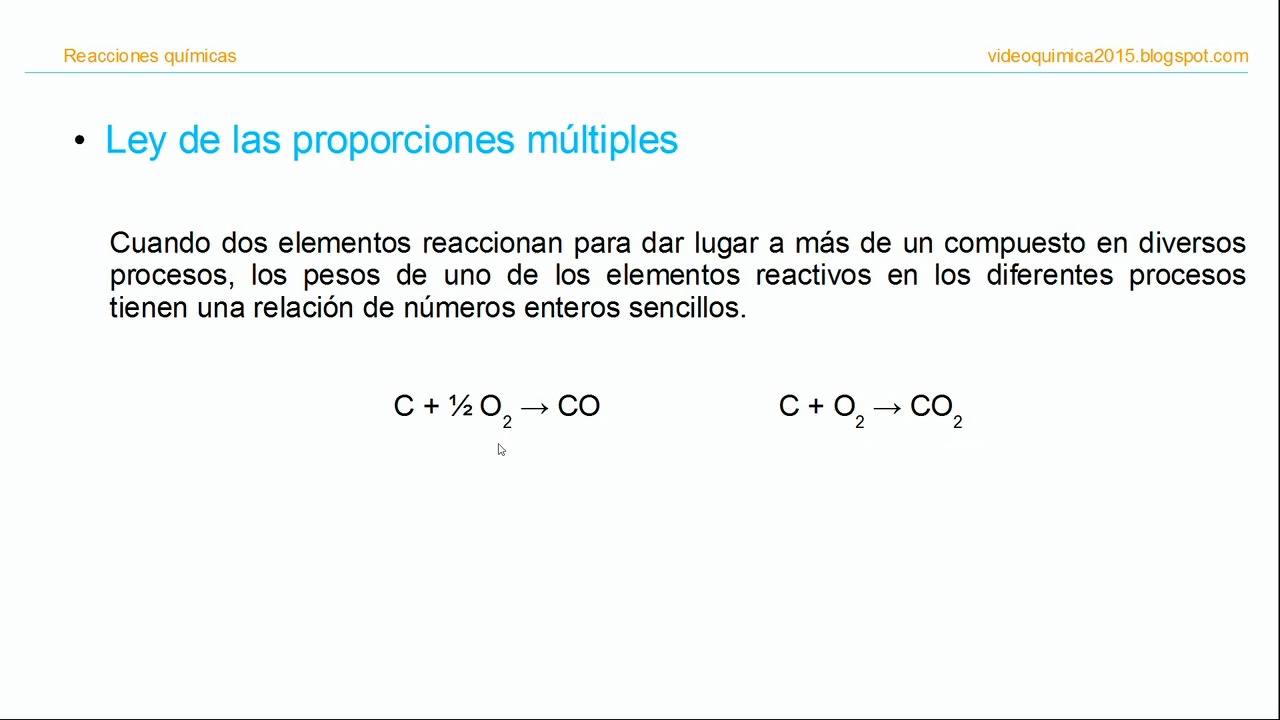 Reacciones químicas
videoquimica2015.blogspot.com
• Ley de las proporciones múltiples
Cuando dos elementos reaccionan para dar lugar a más de un compuesto en diversos
procesos, los pesos de uno de los elementos reactivos en los diferentes procesos
tienen una relación de números enteros sencillos.
C + ½ O₂ → CO
C + O₂ → CO₂